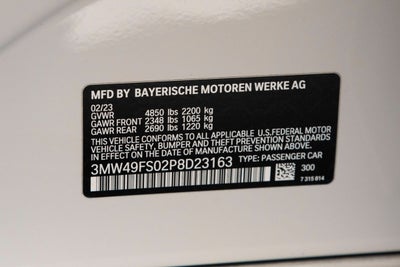 MFD BY BAYERISCHE MOTOREN WERKE AG
02/23
GVWR 4850 lbs 2200 kg
GAWR FRONT 2348 lbs 1065 kg
GAWR REAR 2690 lbs 1220 kg
THIS VEHICLE CONFORMS TO ALL APPLICABLE U.S.FEDERAL MOTOR
VEHICLE SAFETY, BUMPER, AND THEFT PREVENTION STANDARDS
IN EFFECT ON THE DATE OF MANUFACTURE SHOWN ABOVE.
3MW49FS02P8D23163 TYPE: PASSENGER CAR
300
7 315 814